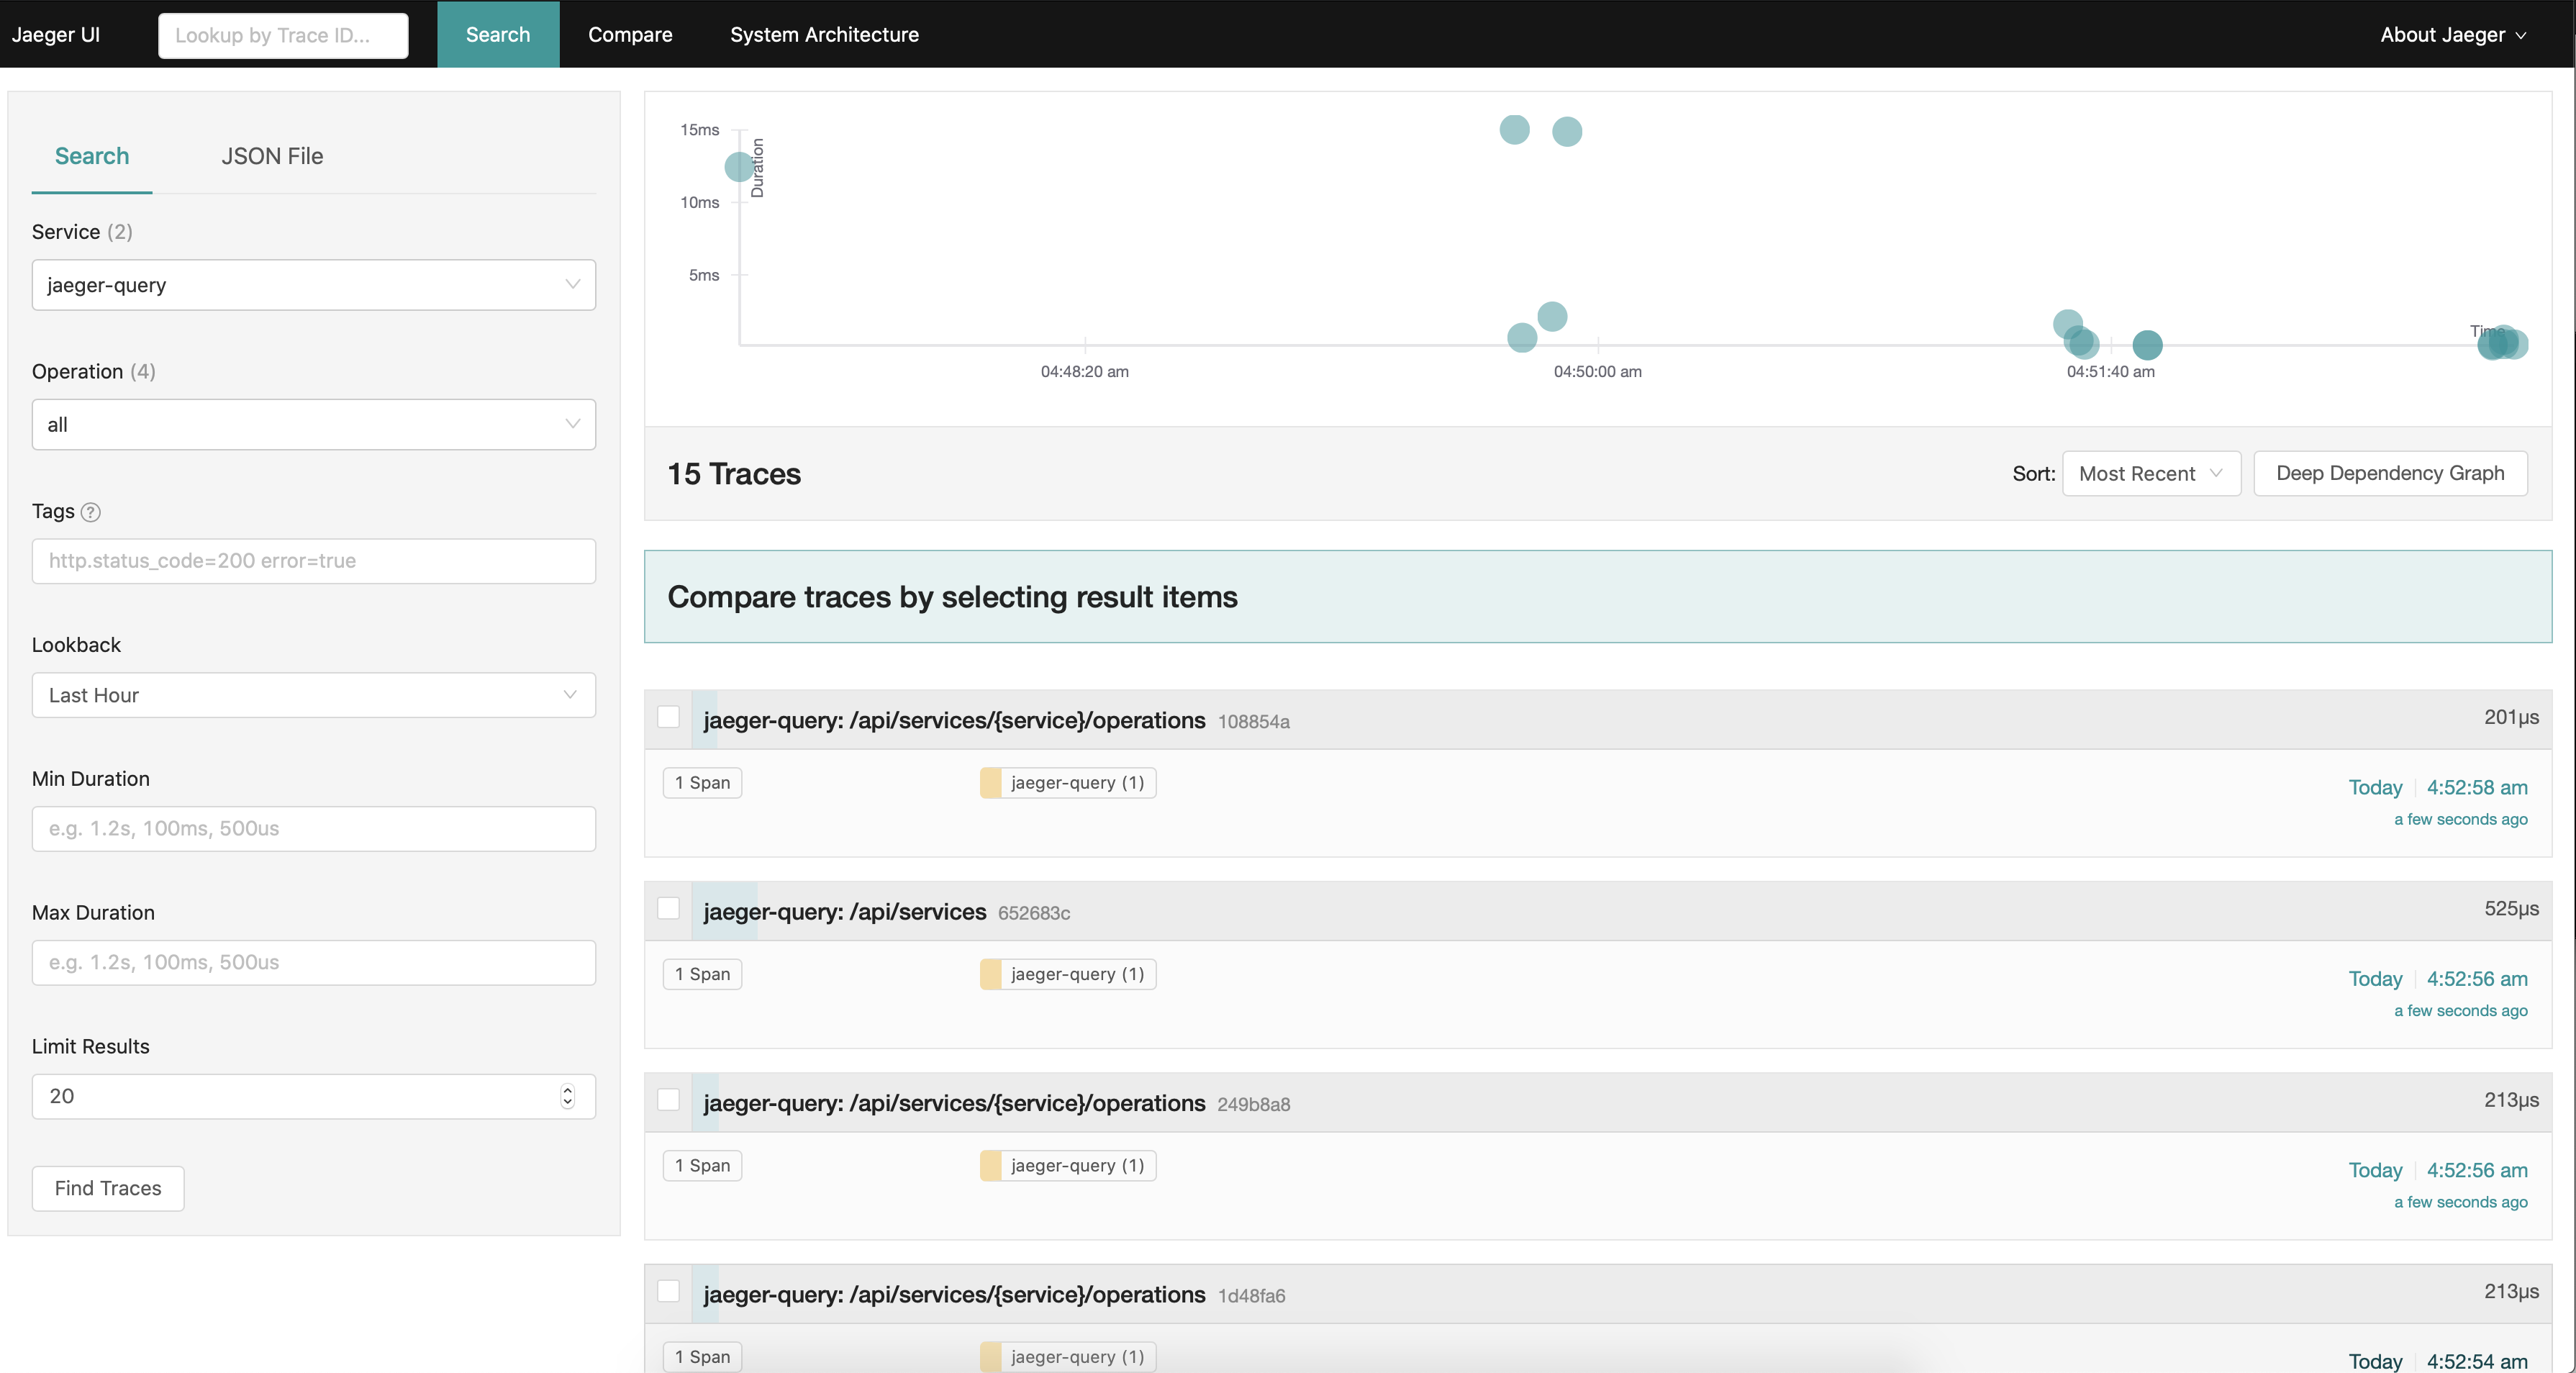 Jaeger UI
Lookup by Trace ID...
Search
Compare
System Architecture
About Jaeger
Search
JSON File
Service (2)
jaeger-query
Operation (4)
all
Tags ?
http.status_code=200 error=true
Lookback
Last Hour
Min Duration
e.g. 1.2s, 100ms, 500us
Max Duration
e.g. 1.2s, 100ms, 500us
Limit Results
20
Find Traces
15ms
10ms
5ms
Duration
Time
04:48:20 am
04:50:00 am
04:51:40 am
15 Traces
Sort: Most Recent
Deep Dependency Graph
Compare traces by selecting result items
jaeger-query: /api/services/{service}/operations 108854a
201µs
1 Span
jaeger-query (1)
Today 4:52:58 am
a few seconds ago
jaeger-query: /api/services 652683c
525µs
1 Span
jaeger-query (1)
Today 4:52:56 am
a few seconds ago
jaeger-query: /api/services/{service}/operations 249b8a8
213µs
1 Span
jaeger-query (1)
Today 4:52:56 am
a few seconds ago
jaeger-query: /api/services/{service}/operations 1d48fa6
213µs
1 Span
jaeger-query (1)
Today 4:52:54 am